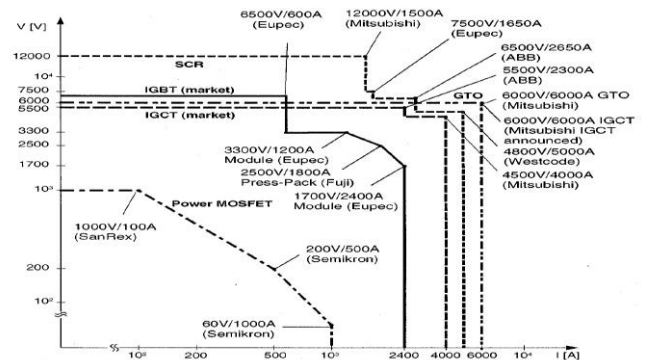 V [V]
6500V/600A
(Eupec)
12000V/1500A
(Mitsubishi)
7500V/1650A
(Eupec)
12000
SCR
6500V/2650A
(ABB)
5500V/2300A
(ABB)
10⁴
7500
6000
5500
IGBT (market)
IGCT (market)
GTO
6000V/6000A GTO
(Mitsubishi)
6000V/6000A IGCT
(Mitsubishi IGCT
announced)
4800V/5000A
(Westcode)
4500V/4000A
(Mitsubishi)
3300
2500
1700
3300V/1200A
Module (Eupec)
2500V/1800A
Press-Pack (Fuji)
1700V/2400A
Module (Eupec)
10³
Power MOSFET
1000V/100A
(SanRex)
200V/500A
(Semikron)
200
10²
60V/1000A
(Semikron)
10² 200 500 10³ 2400 4000 6000 10⁴ I [A]